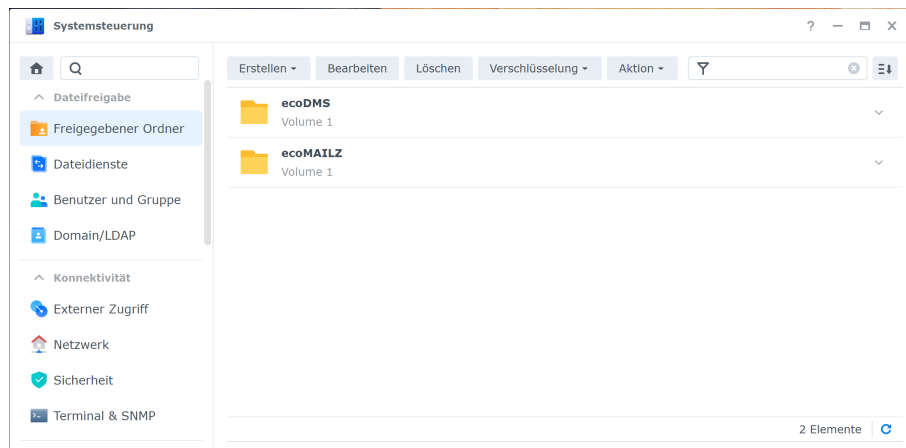 Systemsteuerung
Dateifreigabe
Freigegebener Ordner
Dateidienste
Benutzer und Gruppe
Domain/LDAP
Konnektivität
Externer Zugriff
Netzwerk
Sicherheit
Terminal & SNMP
Erstellen Bearbeiten Löschen Verschlüsselung Aktion
ecoDMS
Volume 1
ecoMAILZ
Volume 1
2 Elemente